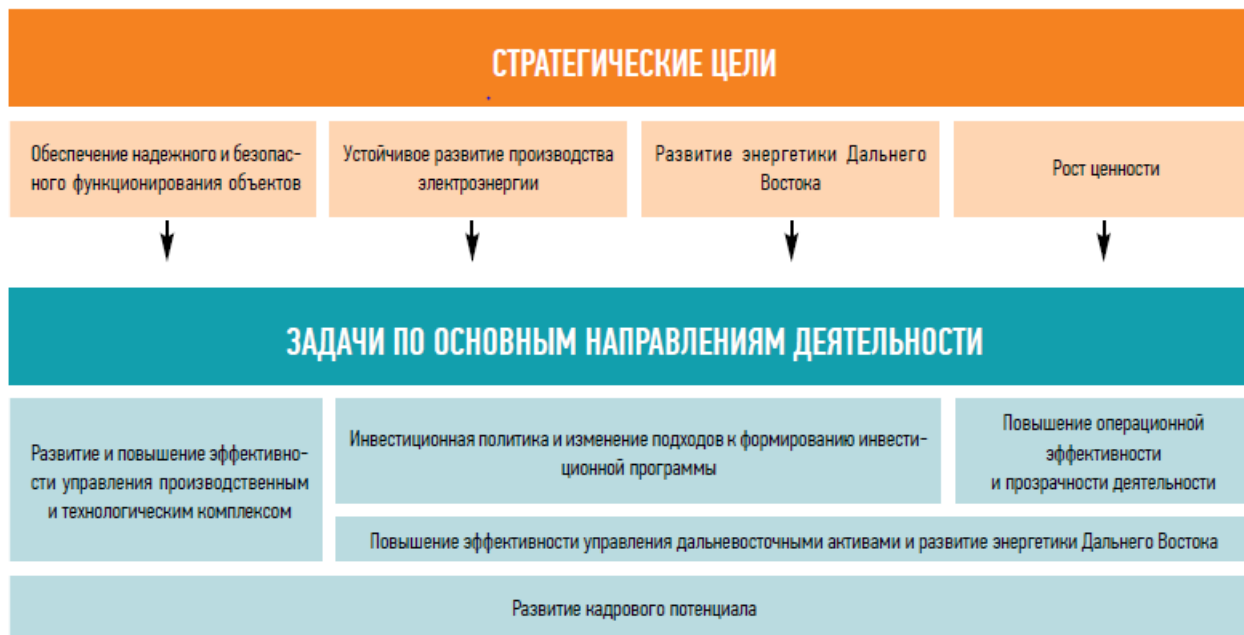 СТРАТЕГИЧЕСКИЕ ЦЕЛИ
Обеспечение надежного и безопас-
ного функционирования объектов
Устойчивое развитие производства
электроэнергии
Развитие энергетики Дальнего
Востока
Рост ценности
ЗАДАЧИ ПО ОСНОВНЫМ НАПРАВЛЕНИЯМ ДЕЯТЕЛЬНОСТИ
Развитие и повышение эффективно-
сти управления производственным
и технологическим комплексом
Инвестиционная политика и изменение подходов к формированию инвести-
ционной программы
Повышение операционной
эффективности
и прозрачности деятельности
Повышение эффективности управления дальневосточными активами и развитие энергетики Дальнего Востока
Развитие кадрового потенциала